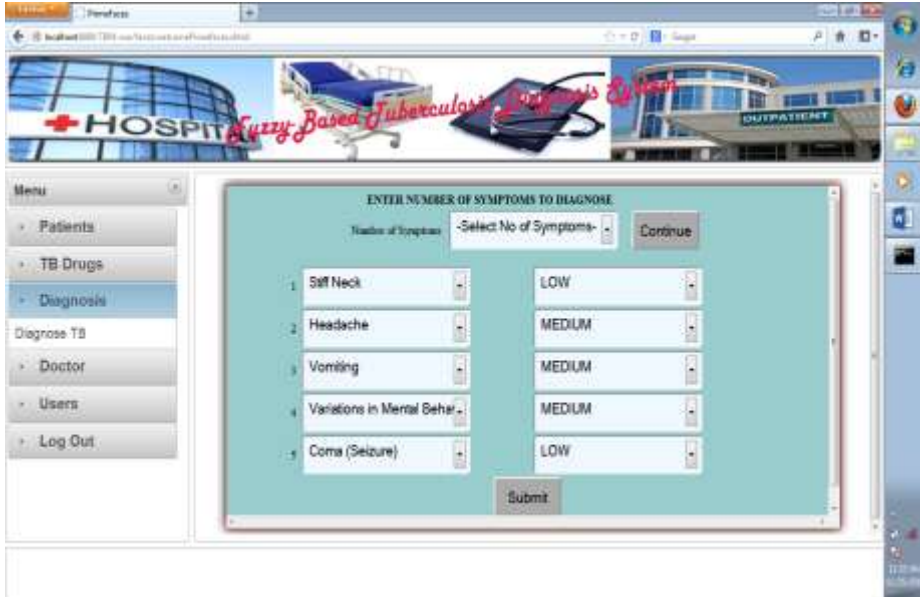 PrimeFaces
HOSPIT
Fuzzy Based Tuberculosis Diagnosis System
OUTPATIENT
Menu
Patients
TB Drugs
Diagnosis
Diagnose TB
Doctor
Users
Log Out
ENTER NUMBER OF SYMPTOMS TO DIAGNOSE
Number of Symptoms -Select No of Symptoms- Continue
1 Stiff Neck LOW
2 Headache MEDIUM
3 Vomiting MEDIUM
4 Variations in Mental Behav MEDIUM
5 Coma (Seizure) LOW
Submit